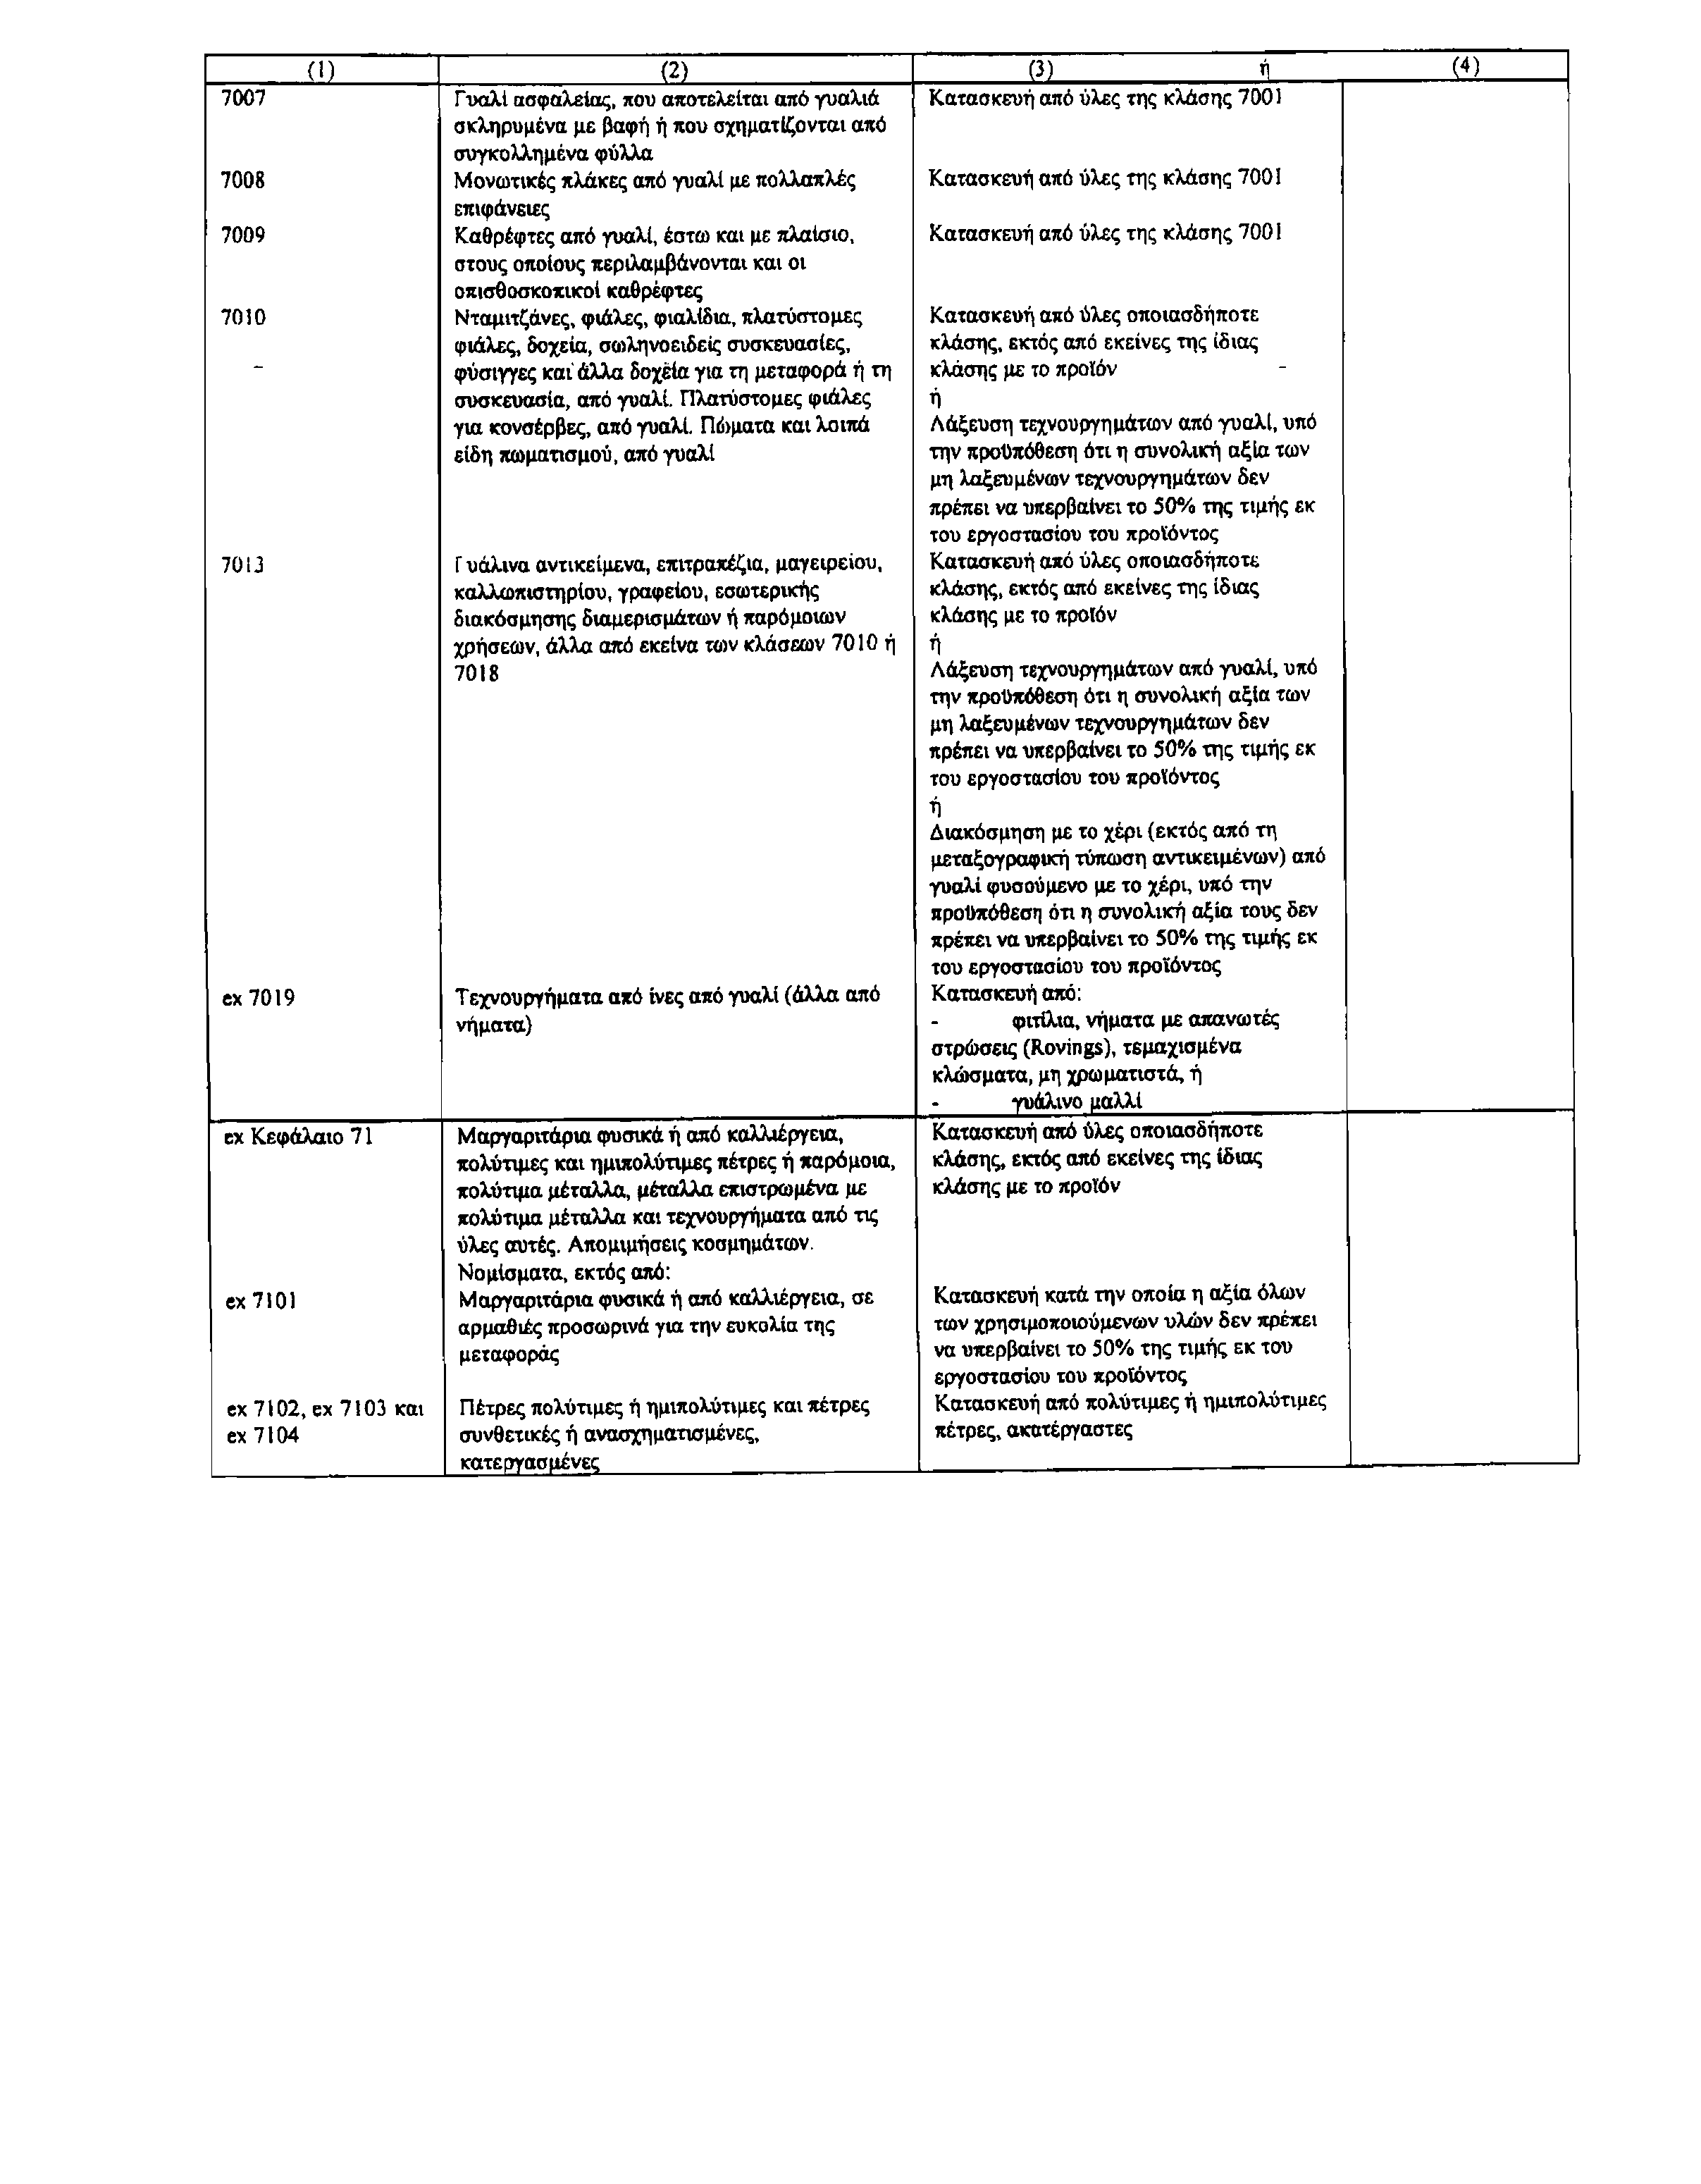 (1) (2) (3) ή (4)
7007 Γυαλί ασφαλείας, που αποτελείται από γυαλιά Κατασκευή από ύλες της κλάσης 7001
σκληρυμένα με βαφή ή που σχηματίζονται από
συγκολλημένα φύλλα
7008 Μονωτικές πλάκες από γυαλί με πολλαπλές Κατασκευή από ύλες της κλάσης 7001
επιφάνειες
7009 Καθρέφτες από γυαλί, έστω και με πλαίσιο, Κατασκευή από ύλες της κλάσης 7001
στους οποίους περιλαμβάνονται και οι
οπισθοσκοπικοί καθρέφτες
7010 Νταμιτζάνες, φιάλες, φιαλίδια, πλατύστομες Κατασκευή από ύλες οποιασδήποτε
φιάλες, δοχεία, σωληνοειδείς συσκευασίες, κλάσης, εκτός από εκείνες της ίδιας
φύσιγγες και άλλα δοχεία για τη μεταφορά ή τη κλάσης με το προϊόν
συσκευασία, από γυαλί. Πλατύστομες φιάλες ή
για κονσέρβες, από γυαλί. Πώματα και λοιπά Λάξευση τεχνουργημάτων από γυαλί, υπό
είδη πωματισμού, από γυαλί την προϋπόθεση ότι η συνολική αξία των
μη λαξευμένων τεχνουργημάτων δεν
πρέπει να υπερβαίνει το 50% της τιμής εκ
του εργοστασίου του προϊόντος
7013 Γυάλινα αντικείμενα, επιτραπέζια, μαγειρείου, Κατασκευή από ύλες οποιασδήποτε
καλλωπιστηρίου, γραφείου, εσωτερικής κλάσης, εκτός από εκείνες της ίδιας
διακόσμησης διαμερισμάτων ή παρόμοιων κλάσης με το προϊόν
χρήσεων, άλλα από εκείνα των κλάσεων 7010 ή ή
7018 Λάξευση τεχνουργημάτων από γυαλί, υπό
την προϋπόθεση ότι η συνολική αξία των
μη λαξευμένων τεχνουργημάτων δεν
πρέπει να υπερβαίνει το 50% της τιμής εκ
του εργοστασίου του προϊόντος
ή
Διακόσμηση με το χέρι (εκτός από τη
μεταξογραφική τύπωση αντικειμένων) από
γυαλί φυσούμενο με το χέρι, υπό την
προϋπόθεση ότι η συνολική αξία τους δεν
πρέπει να υπερβαίνει το 50% της τιμής εκ
του εργοστασίου του προϊόντος
ex 7019 Τεχνουργήματα από ίνες από γυαλί (άλλα από Κατασκευή από:
νήματα) - φιτίλια, νήματα με απανωτές
στρώσεις (Rovings), τεμαχισμένα
κλώσματα, μη χρωματιστά, ή
- γυάλινο μαλλί
ex Κεφάλαιο 71 Μαργαριτάρια φυσικά ή από καλλιέργεια, Κατασκευή από ύλες οποιασδήποτε
πολύτιμες και ημιπολύτιμες πέτρες ή παρόμοια, κλάσης, εκτός από εκείνες της ίδιας
πολύτιμα μέταλλα, μέταλλα επιστρωμένα με κλάσης με το προϊόν
πολύτιμα μέταλλα και τεχνουργήματα από τις
ύλες αυτές. Απομιμήσεις κοσμημάτων.
Νομίσματα, εκτός από:
ex 7101 Μαργαριτάρια φυσικά ή από καλλιέργεια, σε Κατασκευή κατά την οποία η αξία όλων
αρμαθιές προσωρινά για την ευκολία της των χρησιμοποιούμενων υλών δεν πρέπει
μεταφοράς να υπερβαίνει το 50% της τιμής εκ του
εργοστασίου του προϊόντος
ex 7102, ex 7103 και Πέτρες πολύτιμες ή ημιπολύτιμες και πέτρες Κατασκευή από πολύτιμες ή ημιπολύτιμες
ex 7104 συνθετικές ή ανασχηματισμένες, πέτρες, ακατέργαστες
κατεργασμένες